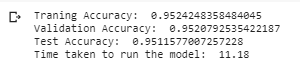 Traning Accuracy:  0.9524248358484045
Validation Accuracy:  0.9520792535422187
Test Accuracy:  0.9511577007257228
Time taken to run the model:  11.18